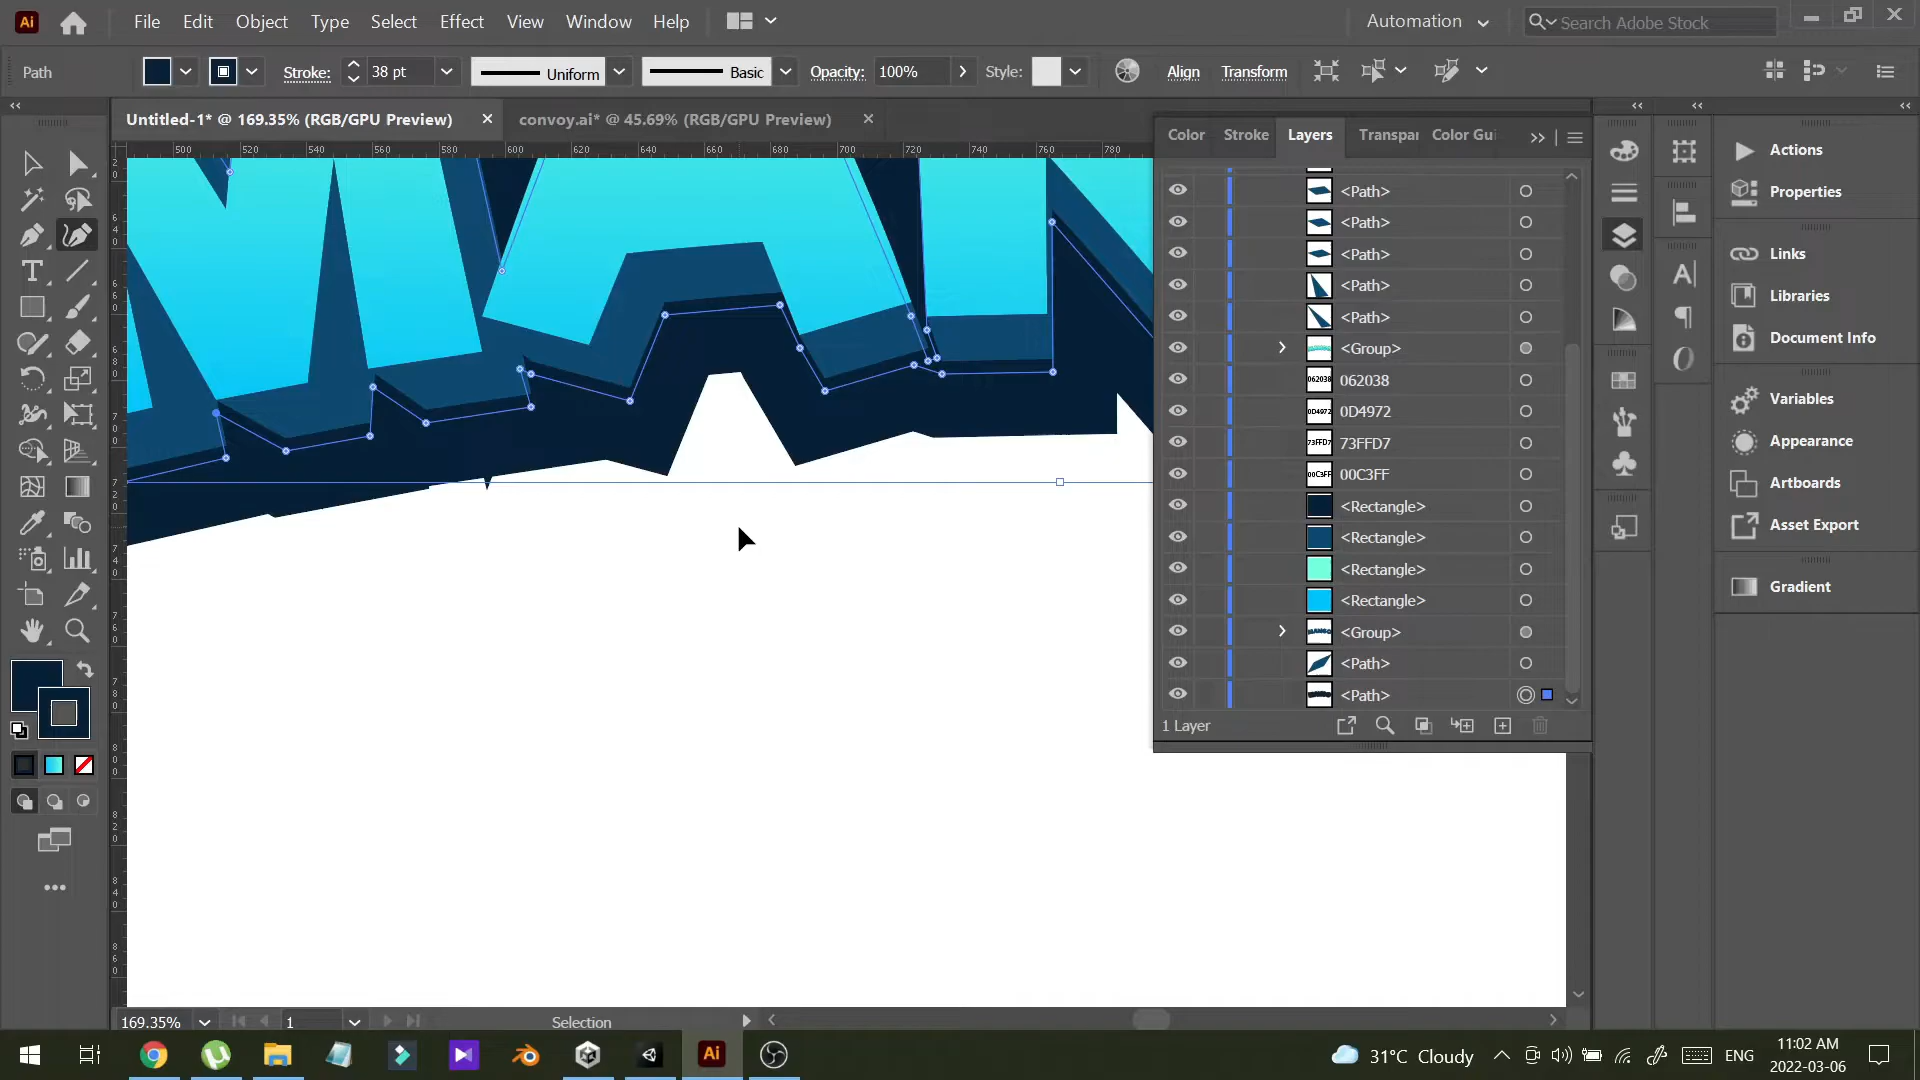 Ai File Edit Object Type Select Effect View Window Help Automation Search Adobe Stock
Path Stroke: 38 pt Uniform Basic Opacity: 100% Style: Align Transform
Untitled-1* @ 169.35% (RGB/GPU Preview) convoy.ai* @ 45.69% (RGB/GPU Preview)
500 520 540 560 580 600 620 640 660 680 700 720 740 760 780
Color Stroke Layers Transpar Color Gui
<Path>
<Path>
<Path>
<Path>
<Path>
<Group>
062038 062038
0D4972 0D4972
73FFD7 73FFD7
00C3FF 00C3FF
<Rectangle>
<Rectangle>
<Rectangle>
<Rectangle>
<Group>
<Path>
<Path>
1 Layer
Actions
Properties
Links
Libraries
Document Info
Variables
Appearance
Artboards
Asset Export
Gradient
169.35% 1 Selection
Ai 31°C Cloudy ENG 11:02 AM
2022-03-06